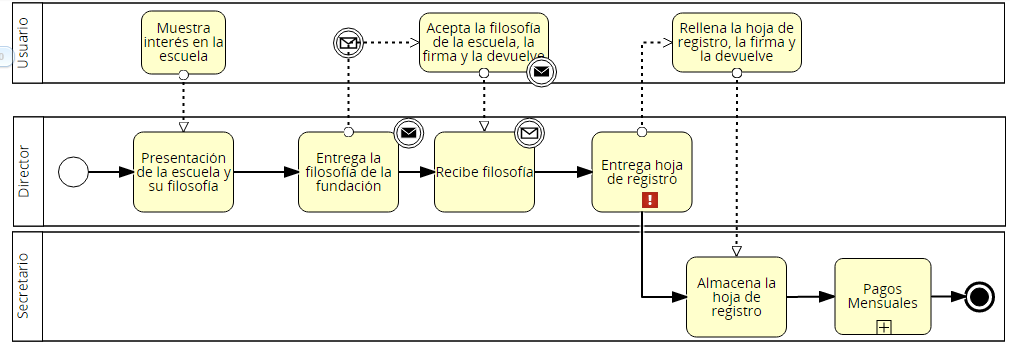 Usuario
Muestra
interés en la
escuela
Acepta la filosofía
de la escuela, la
firma y la devuelve
Rellena la hoja de
registro, la firma y
la devuelve
Director
Presentación
de la escuela y
su filosofía
Entrega la
filosofía de la
fundación
Recibe filosofía
Entrega hoja
de registro
!
Secretario
Almacena la
hoja de
registro
Pagos
Mensuales